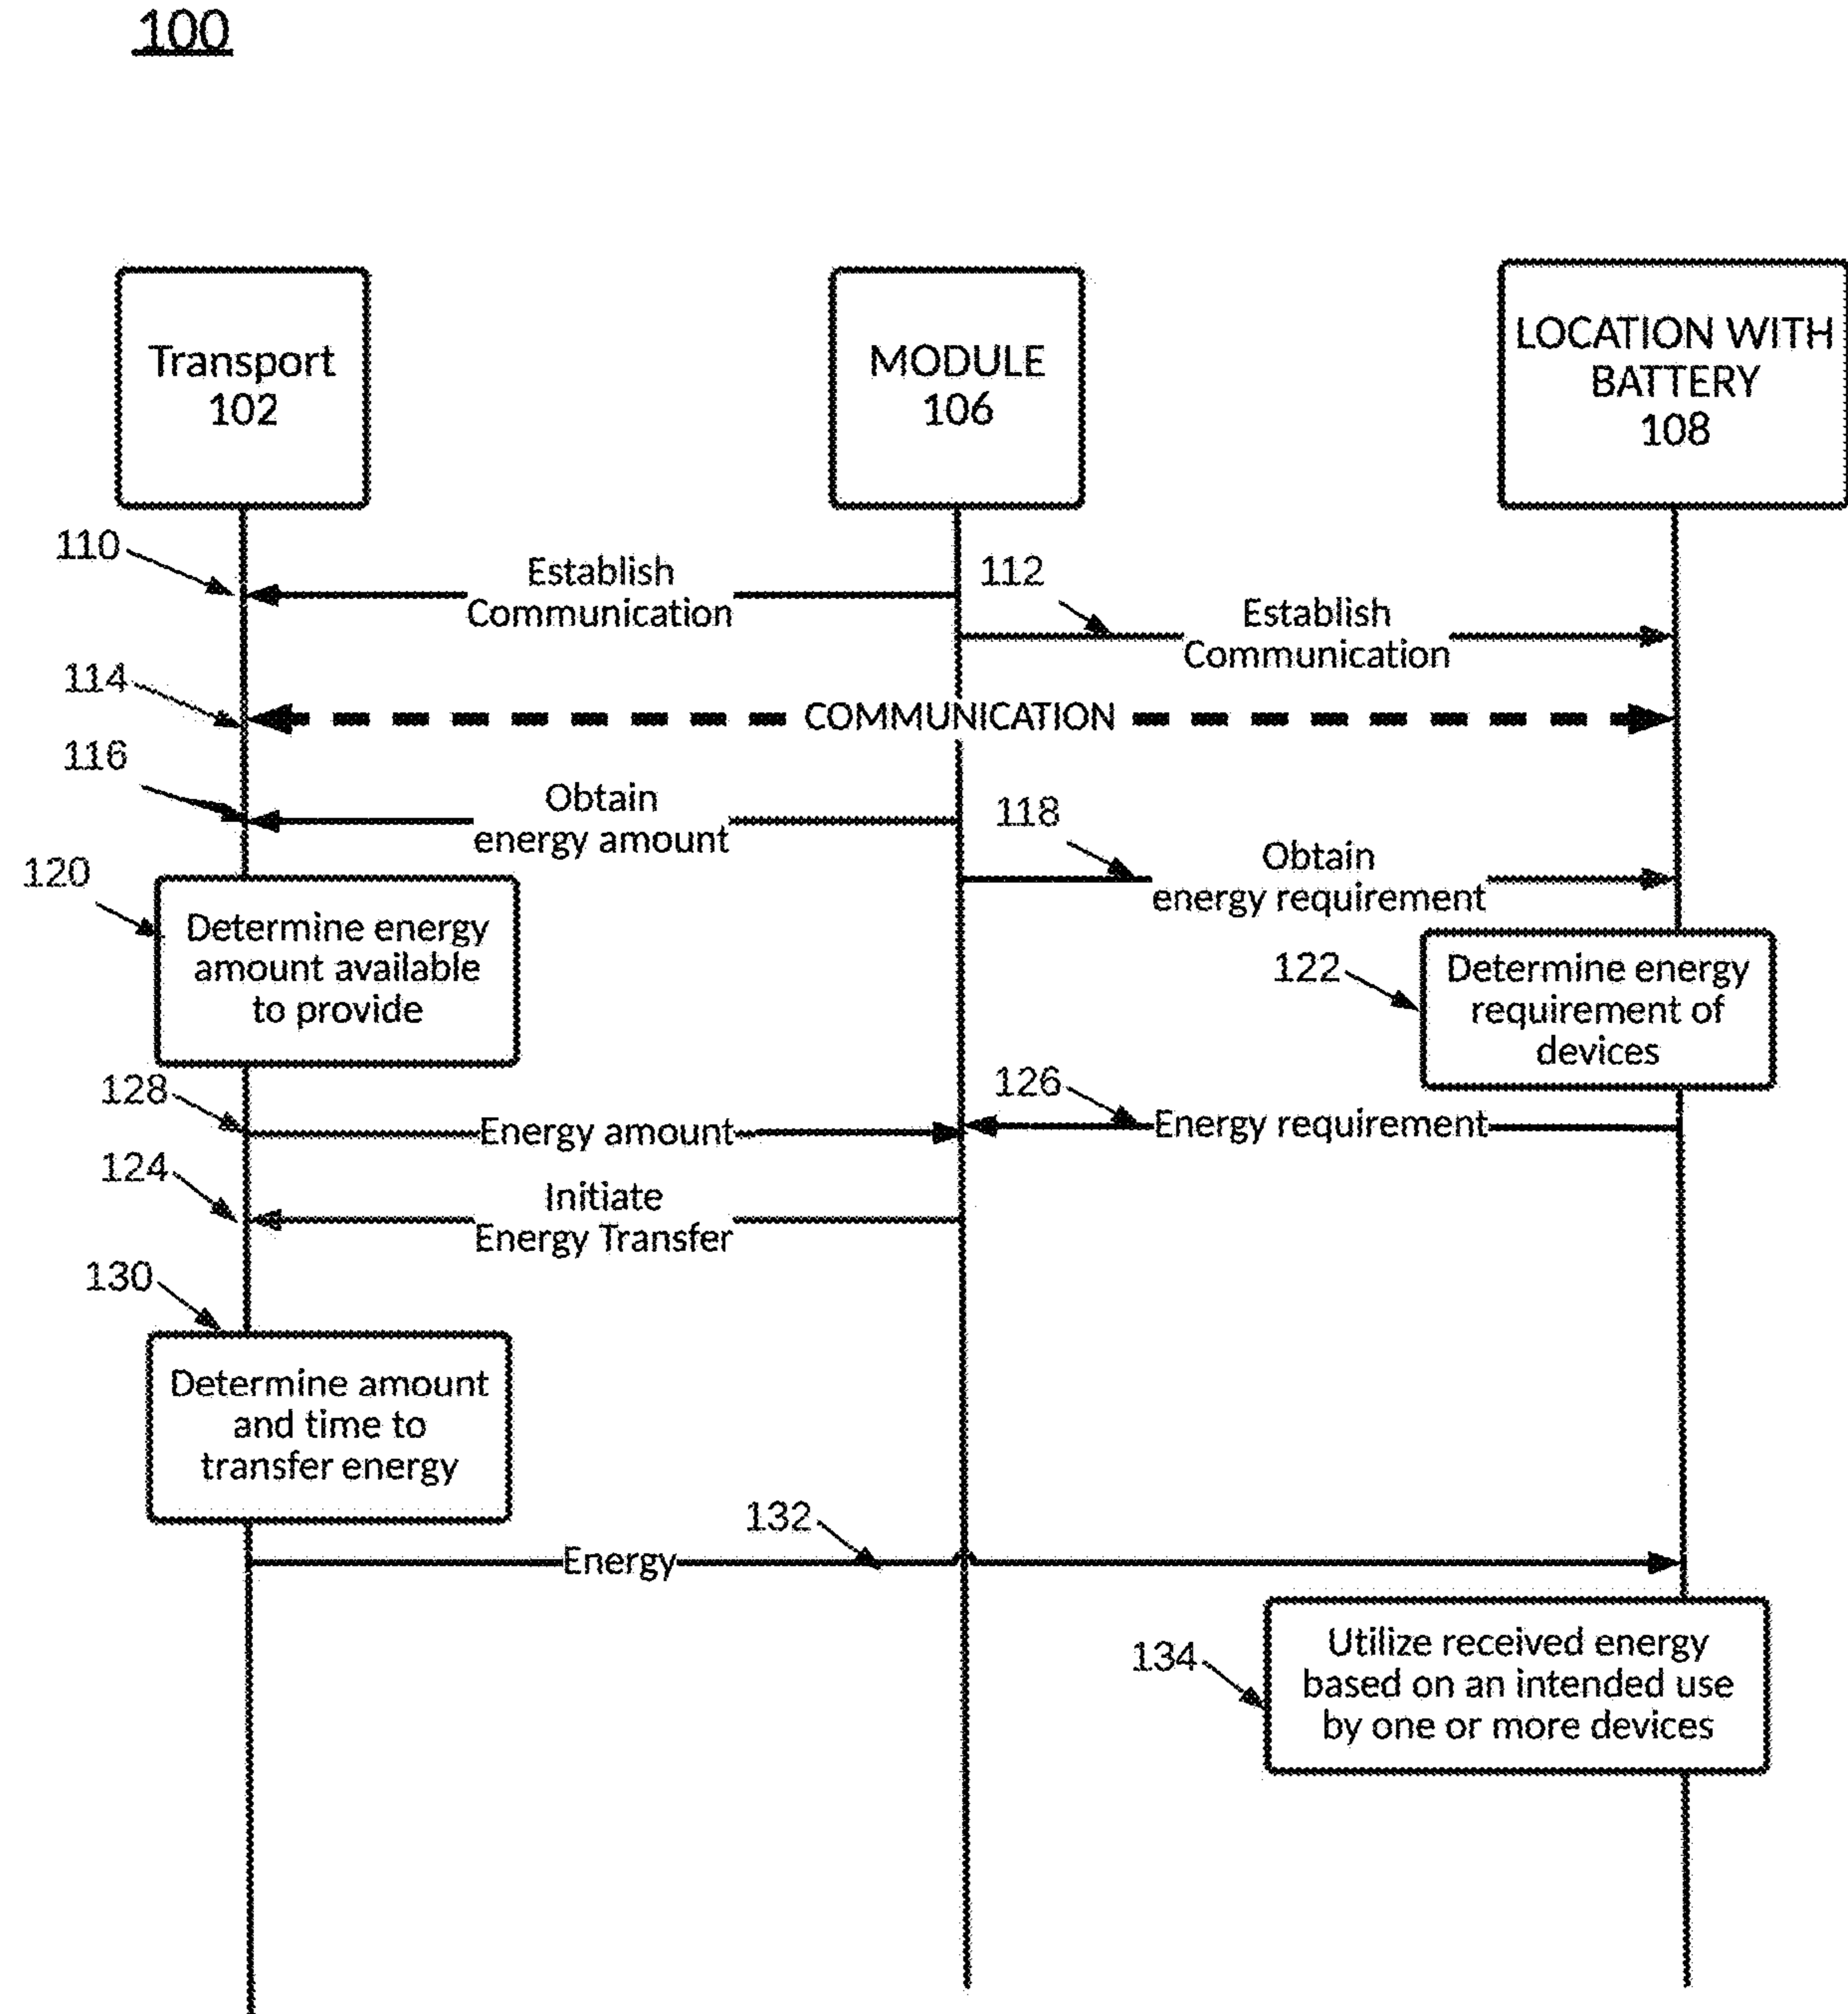 100
Transport
102
MODULE
106
LOCATION WITH
BATTERY
108
110
Establish
Communication
112
Establish
Communication
114
COMMUNICATION
116
Obtain
energy amount
118
Obtain
energy requirement
120
Determine energy
amount available
to provide
122
Determine energy
requirement of
devices
128
Energy amount
126
Energy requirement
124
Initiate
Energy Transfer
130
Determine amount
and time to
transfer energy
132
Energy
134
Utilize received energy
based on an intended use
by one or more devices